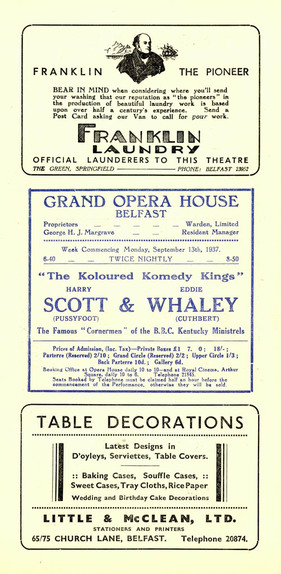 FRANKLIN THE PIONEER
BEAR IN MIND when considering where you'll send
your washing that our reputation as "the pioneers" in
the production of beautiful laundry work is based
upon over half a century's experience. Send a
Post Card asking our Van to call for your work.
FRANKLIN
LAUNDRY
OFFICIAL LAUNDERERS TO THIS THEATRE
THE GREEN, SPRINGFIELD PHONE: BELFAST 13962
GRAND OPERA HOUSE
BELFAST
Proprietors ... ... ... ... Warden, Limited
George H. J. Margrave ... ... Resident Manager
Week Commencing Monday, September 13th, 1937.
6-40 ... ... TWICE NIGHTLY ... ... 8-50
"The Koloured Komedy Kings"
HARRY EDDIE
SCOTT & WHALEY
(PUSSYFOOT) (CUTHBERT)
The Famous "Cornermen" of the B.B.C. Kentucky Minstrels
Prices of Admission, (Inc. Tax)—Private Boxes £1 7. 0; 18/-;
Parterre (Reserved) 2/10; Grand Circle (Reserved) 2/2; Upper Circle 1/3;
Back Parterre 10d.; Gallery 6d.
Booking Office at Opera House daily 10 to 10—and at Royal Cinema, Arthur
Square, daily 10 to 6. Telephone
Seats Booked by Telephone must be claimed half an hour before the
commencement of the Performance, otherwise they will be sold.
TABLE DECORATIONS
Latest Designs in
D'oyleys, Serviettes, Table Covers.
:: Baking Cases, Souffle Cases, ::
Sweet Cases, Tray Cloths, Rice Paper
Wedding and Birthday Cake Decorations
LITTLE & McCLEAN, LTD.
STATIONERS AND PRINTERS
65/75 CHURCH LANE, BELFAST. Telephone 20874.